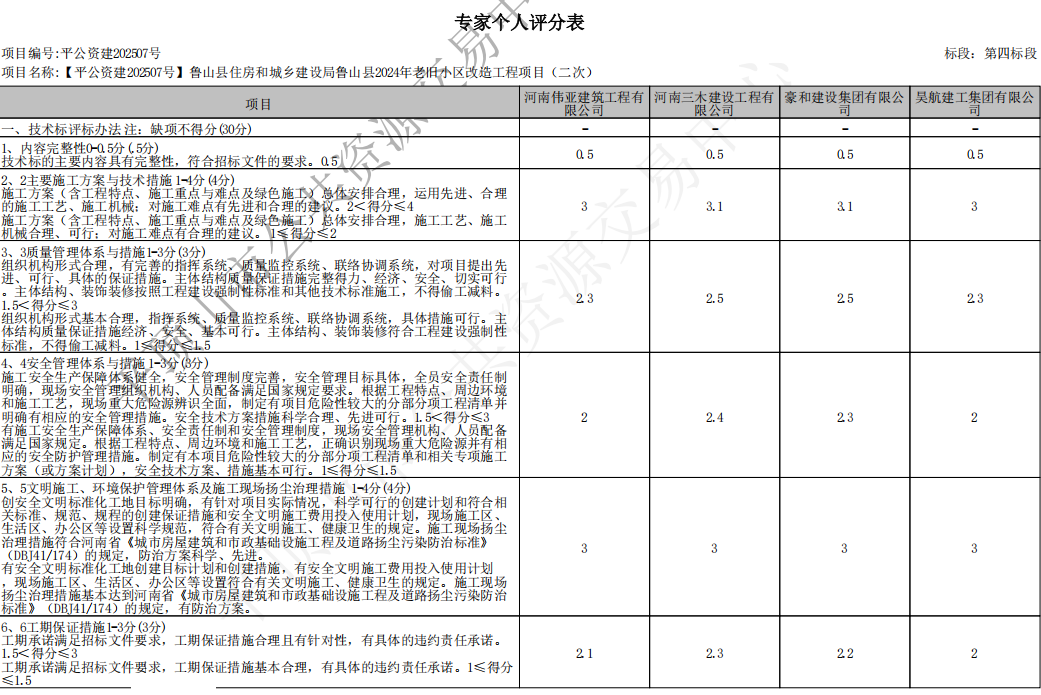 专家个人评分表
项目编号:平公资建202507号
标段: 第四标段
项目名称:【平公资建202507号】鲁山县住房和城乡建设局鲁山县2024年老旧小区改造工程项目（二次）
项目
河南伟亚建筑工程有限公司
河南三木建设工程有限公司
豪和建设集团有限公司
昊航建工集团有限公司
一、技术标评标办法 注: 缺项不得分(30分)
－ － － －
1、内容完整性0-0.5分(.5分)
技术标的主要内容具有完整性, 符合招标文件的要求。0.5
0.5 0.5 0.5 0.5
2、2主要施工方案与技术措施 1-4分(4分)
施工方案（含工程特点、施工重点与难点及绿色施工）总体安排合理, 运用先进、合理
的施工工艺、施工机械; 对施工难点有先进和合理的建议。2＜得分≤4
施工方案（含工程特点、施工重点与难点及绿色施工）总体安排合理, 施工工艺、施工
机械合理、可行; 对施工难点有合理的建议。 1≤得分≤2
3 3.1 3.1 3
3、3质量管理体系与措施1-3分(3分)
组织机构形式合理, 有完善的指挥系统、质量监控系统、联络协调系统, 对项目提出先
进、可行、具体的保证措施。主体结构质量保证措施完整得力、经济、安全、切实可行
。主体结构、装饰装修按照工程建设强制性标准和其他技术标准施工, 不得偷工减料。
1.5＜得分≤3
组织机构形式基本合理, 指挥系统、质量监控系统、联络协调系统, 具体措施可行。主
体结构质量保证措施经济、安全、基本可行。主体结构、装饰装修符合工程建设强制性
标准, 不得偷工减料。1≤得分≤1.5
2.3 2.5 2.5 2.3
4、4安全管理体系与措施 1-3分(3分)
施工安全生产保障体系健全, 安全管理制度完善, 安全管理目标具体, 全员安全责任制
明确, 现场安全管理组织机构、人员配备满足国家规定要求。根据工程特点、周边环境
和施工工艺, 现场重大危险源辨识全面, 制定有项目危险性较大的分部分项工程清单并
明确有相应的安全管理措施。安全技术方案措施科学合理、先进可行。1.5＜得分≤3
有施工安全生产保障体系、安全责任制和安全管理制度, 现场安全管理机构、人员配备
满足国家规定。根据工程特点、周边环境和施工工艺, 正确识别现场重大危险源并有相
应的安全防护管理措施。制定有本项目危险性较大的分部分项工程清单和相关专项施工
方案（或方案计划）, 安全技术方案、措施基本可行。1≤得分≤1.5
2 2.4 2.3 2
5、5文明施工、环境保护管理体系及施工现场扬尘治理措施 1-4分(4分)
创安全文明标准化工地目标明确, 有针对项目实际情况, 科学可行的创建计划和符合相
关标准、规范、规程的创建保证措施和安全文明施工费用投入使用计划, 现场施工区、
生活区、办公区等设置科学规范, 符合有关文明施工、健康卫生的规定。施工现场扬尘
治理措施符合河南省《城市房屋建筑和市政基础设施工程及道路扬尘污染防治标准》
（DBJ41/174）的规定, 防治方案科学、先进。
有安全文明标准化工地创建目标计划和创建措施, 有安全文明施工费用投入使用计划
, 现场施工区、生活区、办公区等设置符合有关文明施工、健康卫生的规定。施工现场
扬尘治理措施基本达到河南省《城市房屋建筑和市政基础设施工程及道路扬尘污染防治
标准》（DBJ41/174）的规定, 有防治方案。
3 3 3 3
6、6工期保证措施1-3分(3分)
工期承诺满足招标文件要求, 工期保证措施合理且有针对性, 有具体的违约责任承诺。
1.5＜得分≤3
工期承诺满足招标文件要求, 工期保证措施基本合理, 有具体的违约责任承诺。1≤得分
≤1.5
2.1 2.3 2.2 2